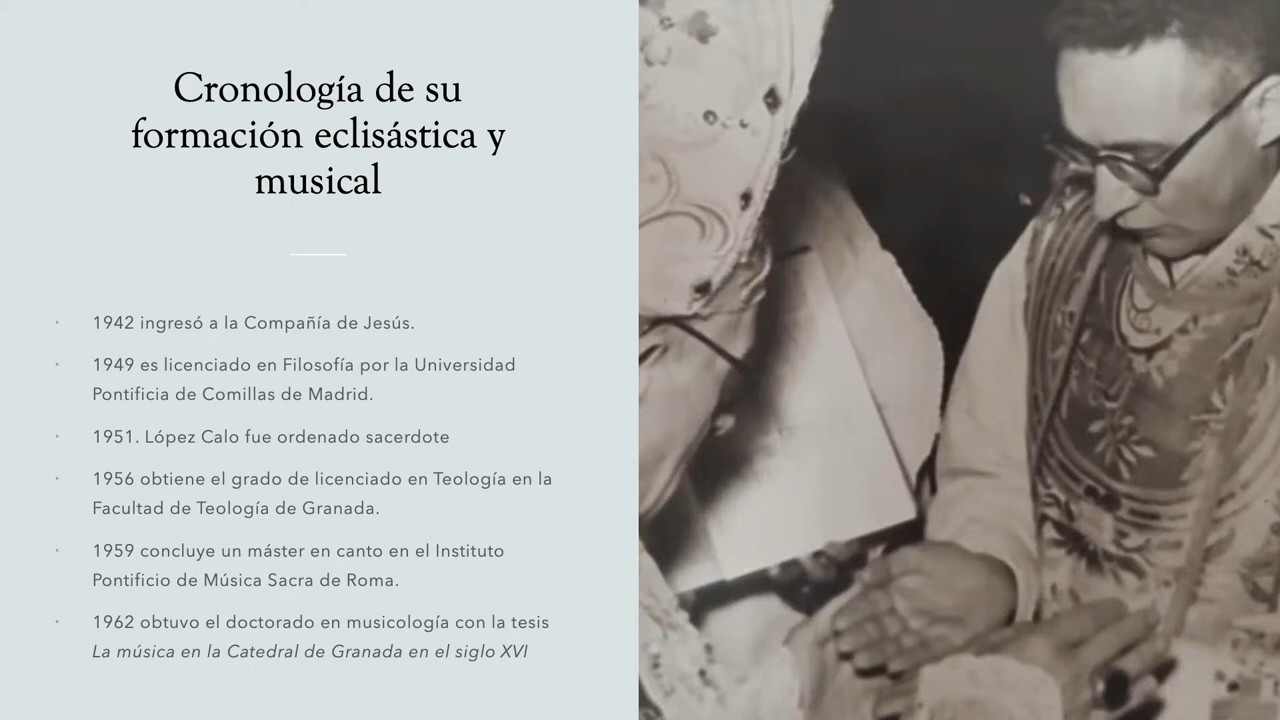 Cronología de su
formación eclisástica y
musical
1942 ingresó a la Compañía de Jesús.
1949 es licenciado en Filosofía por la Universidad
Pontificia de Comillas de Madrid.
1951. López Calo fue ordenado sacerdote
1956 obtiene el grado de licenciado en Teología en la
Facultad de Teología de Granada.
1959 concluye un máster en canto en el Instituto
Pontificio de Música Sacra de Roma.
1962 obtuvo el doctorado en musicología con la tesis
La música en la Catedral de Granada en el siglo XVI